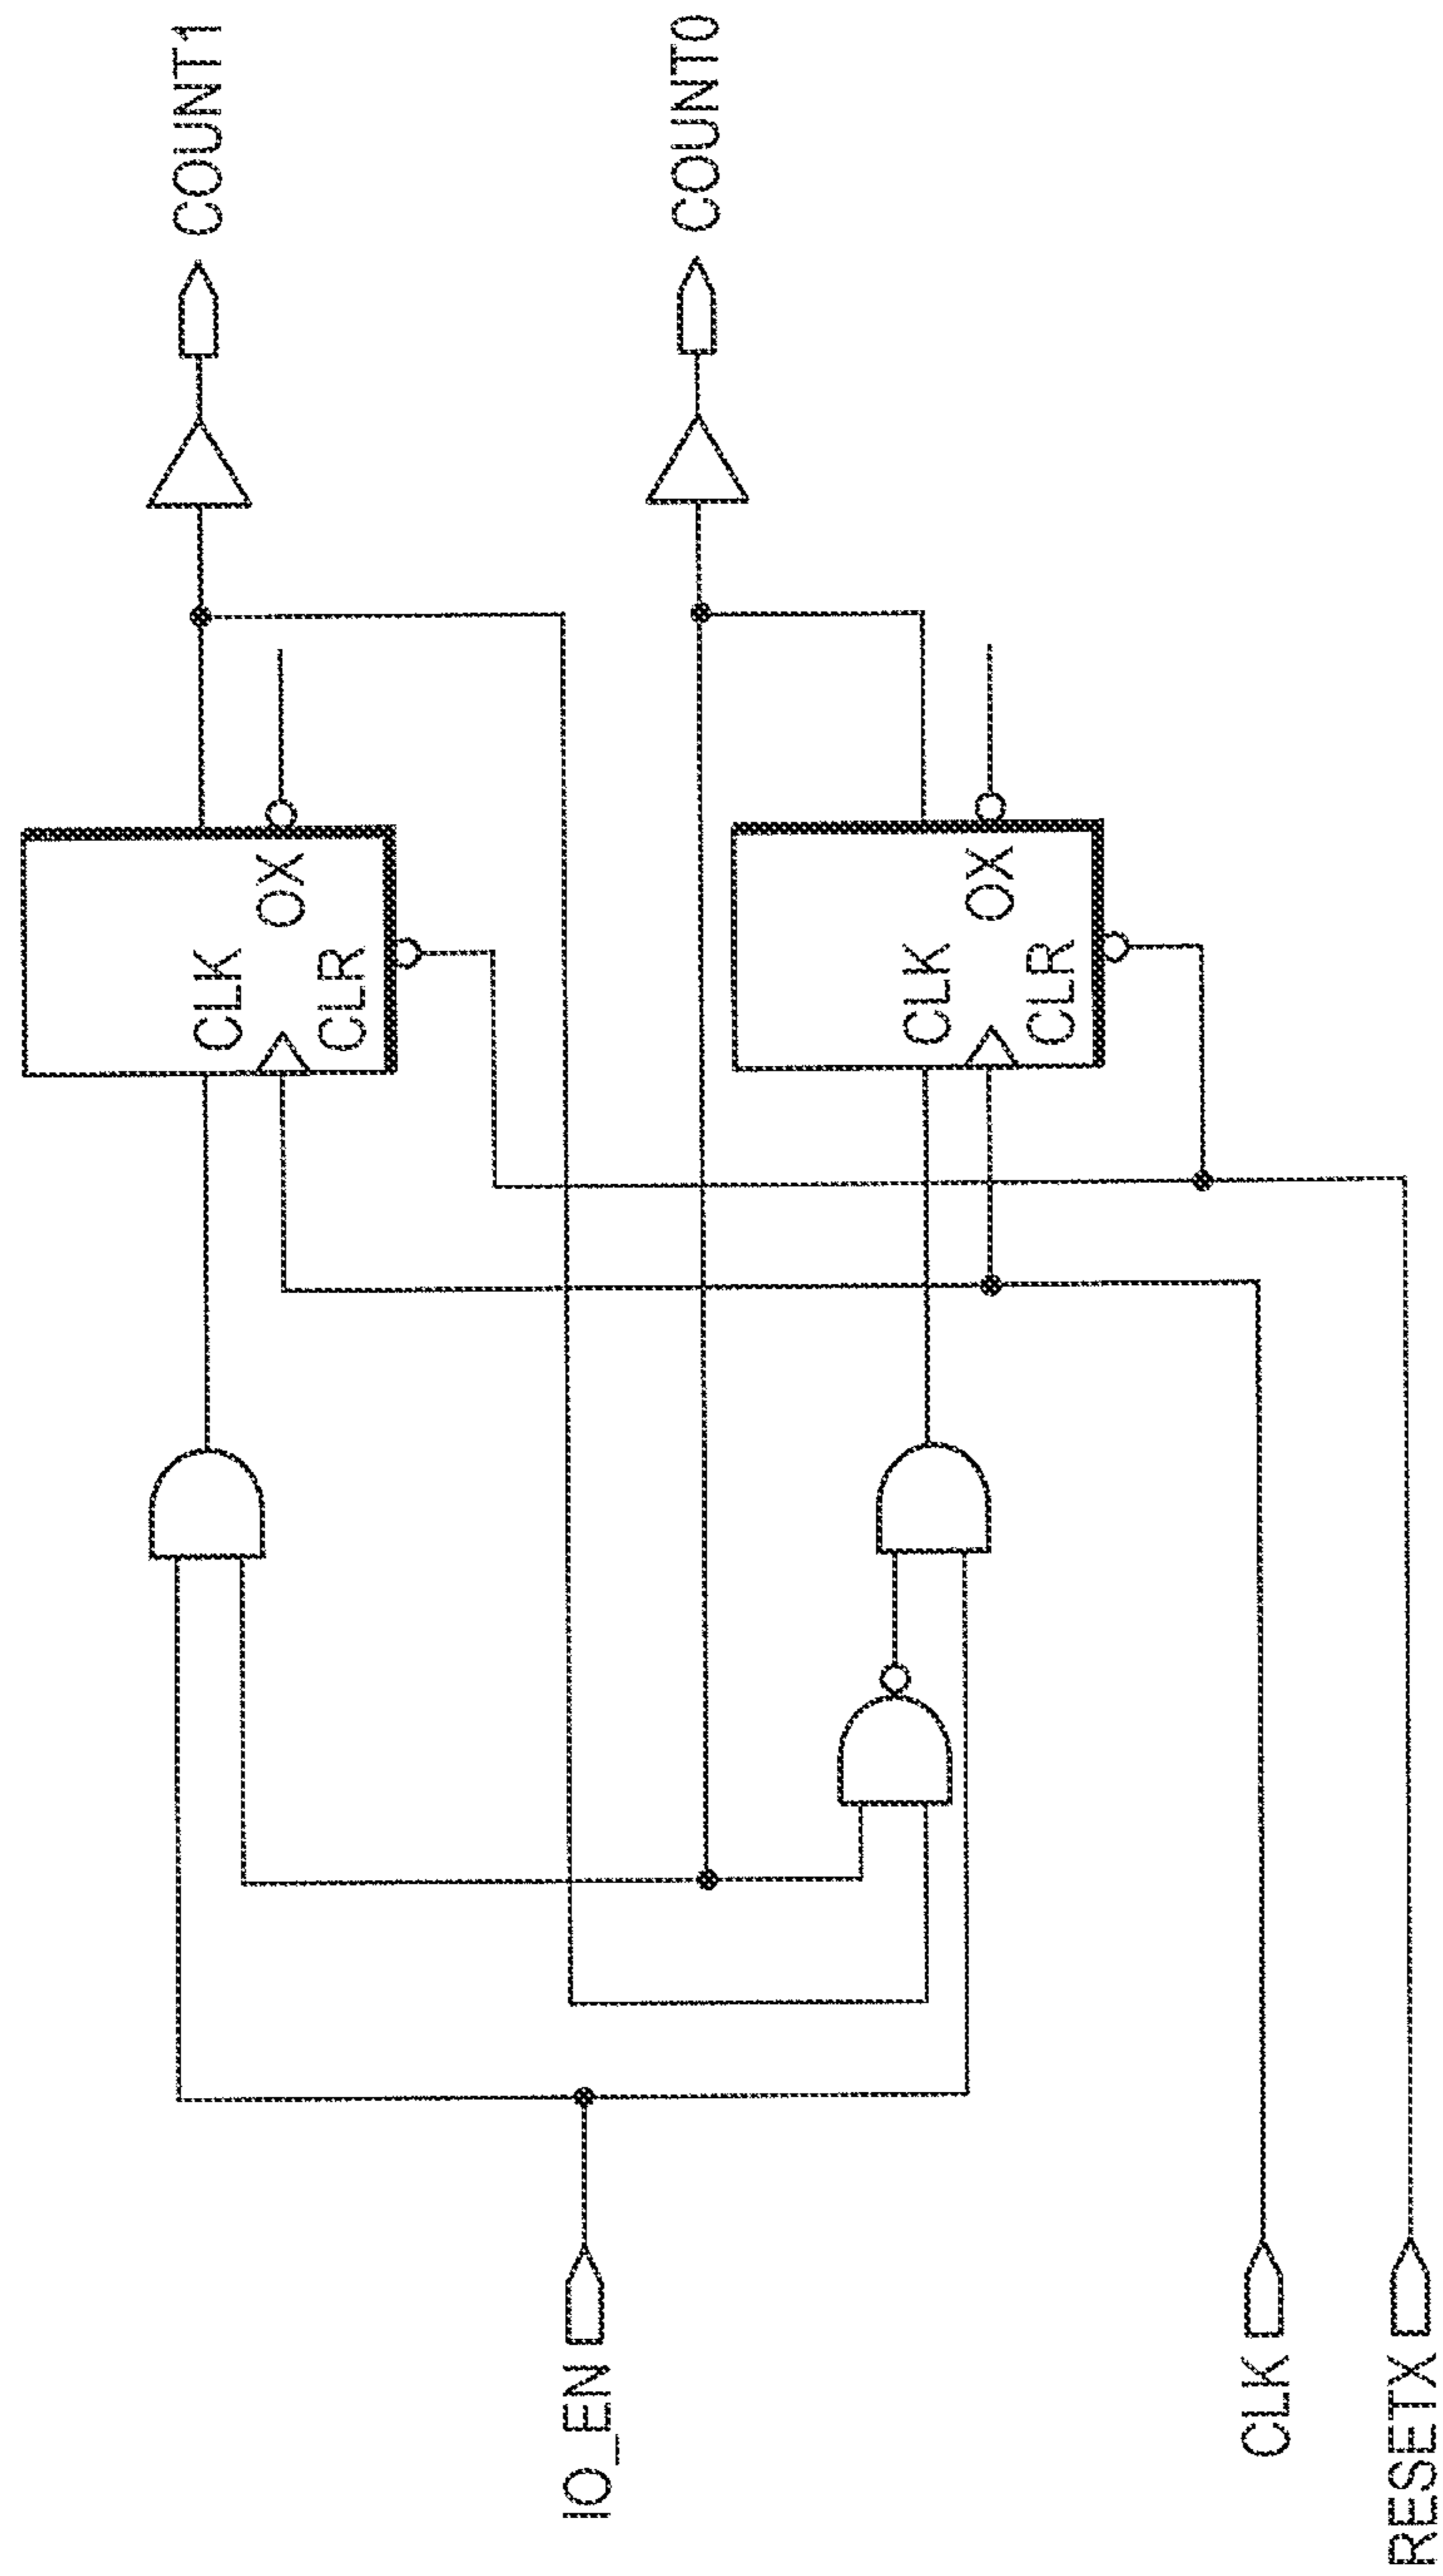 COUNT1
COUNT0
CLK
OX
CLR
CLK
OX
CLR
IO_EN
CLK
RESETX